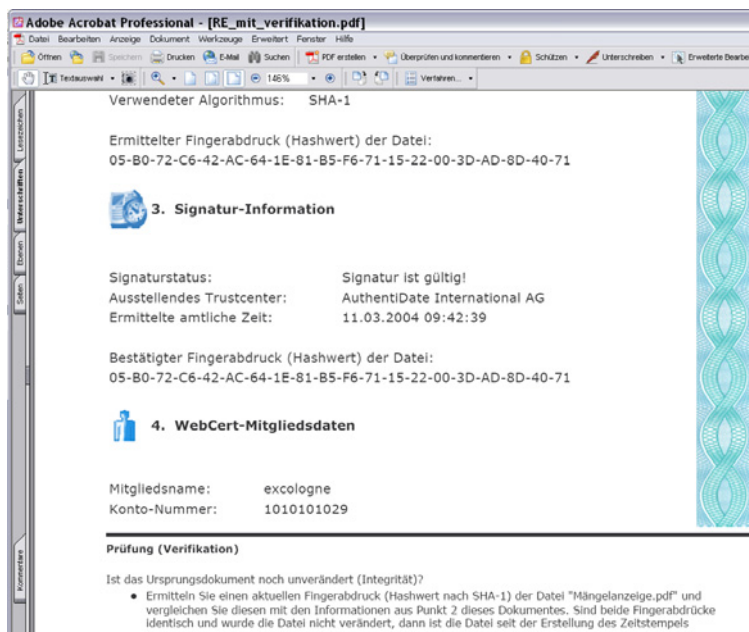 Adobe Acrobat Professional - [RE_mit_verifikation.pdf]
Datei Bearbeiten Anzeige Dokument Werkzeuge Erweitert Fenster Hilfe
Öffnen Speichern Drucken E-Mail Suchen PDF erstellen Überprüfen und kommentieren Schützen Unterschreiben Erweiterte Bearbe
Textauswahl 146% Verfahren...
Lesezeichen
Unterschriften
Ebenen
Seiten
Kommentare
Verwendeter Algorithmus: SHA-1
Ermittelter Fingerabdruck (Hashwert) der Datei:
05-B0-72-C6-42-AC-64-1E-81-B5-F6-71-15-22-00-3D-AD-8D-40-71
3. Signatur-Information
Signaturstatus: Signatur ist gültig!
Ausstellendes Trustcenter: AuthentiDate International AG
Ermittelte amtliche Zeit: 11.03.2004 09:42:39
Bestätigter Fingerabdruck (Hashwert) der Datei:
05-B0-72-C6-42-AC-64-1E-81-B5-F6-71-15-22-00-3D-AD-8D-40-71
4. WebCert-Mitgliedsdaten
Mitgliedsname: excologne
Konto-Nummer: 1010101029
Prüfung (Verifikation)
Ist das Ursprungsdokument noch unverändert (Integrität)?
• Ermitteln Sie einen aktuellen Fingerabdruck (Hashwert nach SHA-1) der Datei "Mängelanzeige.pdf" und
vergleichen Sie diesen mit den Informationen aus Punkt 2 dieses Dokumentes. Sind beide Fingerabdrücke
identisch und wurde die Datei nicht verändert, dann ist die Datei seit der Erstellung des Zeitstempels